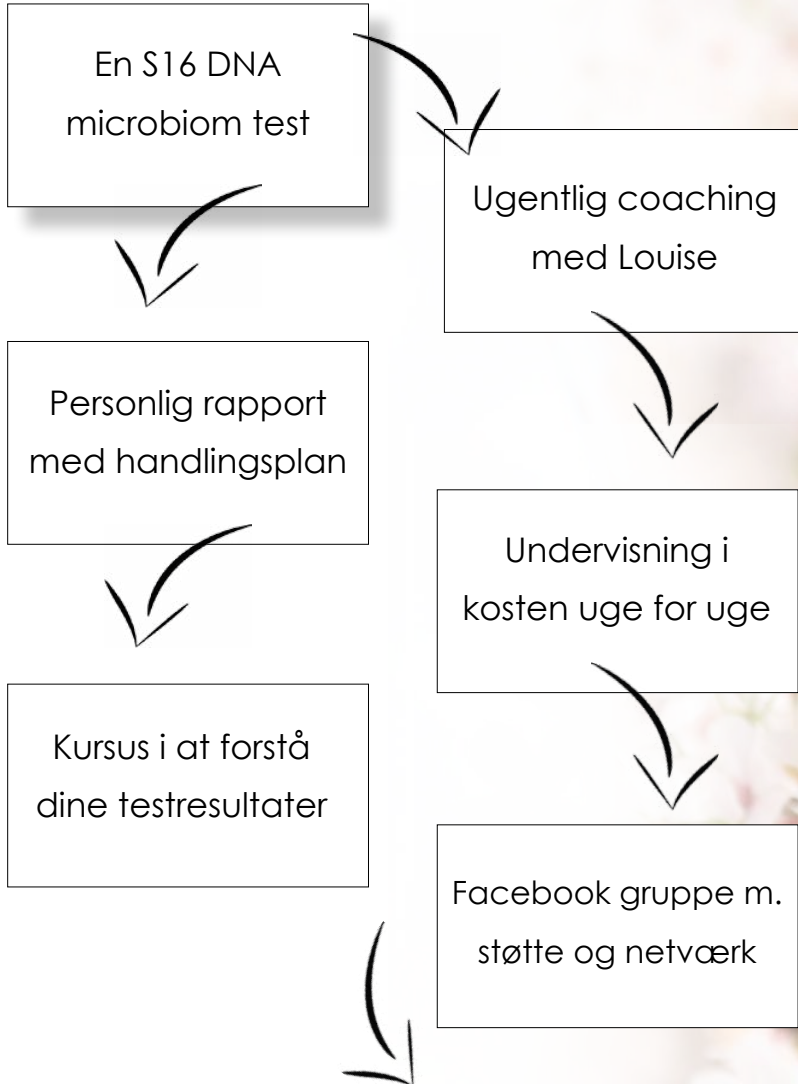 En S16 DNA
microbiom test
Ugentlig coaching
med Louise
Personlig rapport
med handlingsplan
Undervisning i
kosten uge for uge
Kursus i at forstå
dine testresultater
Facebook gruppe m.
støtte og netværk